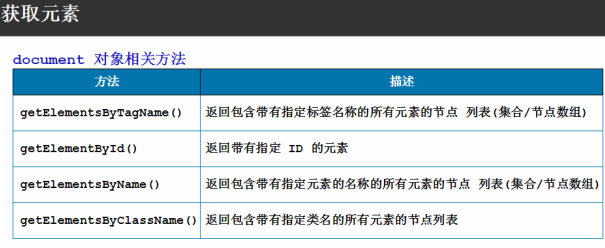 获取元素
document 对象相关方法
方法 描述
getElementsByTagName() 返回包含带有指定标签名称的所有元素的节点 列表(集合/节点数组)
getElementById() 返回带有指定 ID 的元素
getElementsByName() 返回包含带有指定元素的名称的所有元素的节点 列表(集合/节点数组)
getElementsByClassName() 返回包含带有指定类名的所有元素的节点列表